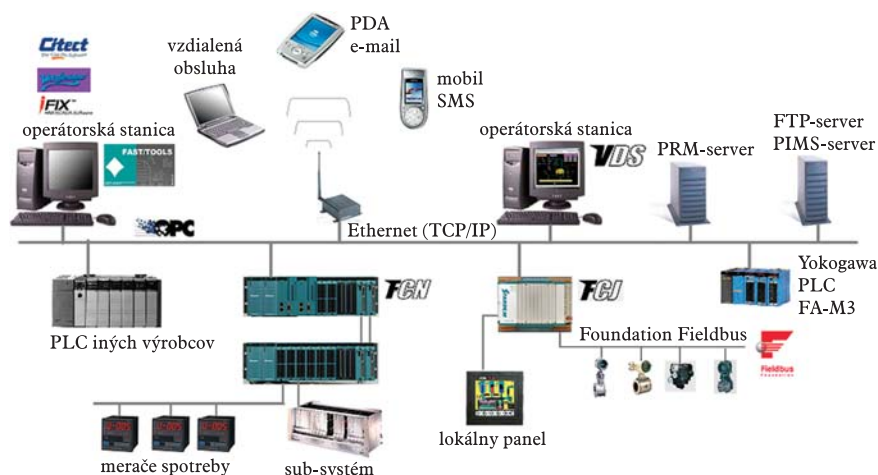 Citect
PDA
e-mail
vzdialená
obsluha
mobil
SMS
iFIX
operátorská stanica
FAST/TOOLS
operátorská stanica
VDS
PRM-server
FTP-server
PIMS-server
OPC
Ethernet (TCP/IP)
FCN
FCJ
Yokogawa
PLC
FA-M3
PLC iných výrobcov
Foundation Fieldbus
Fieldbus
FOUNDATION
lokálny panel
merače spotreby
sub-systém